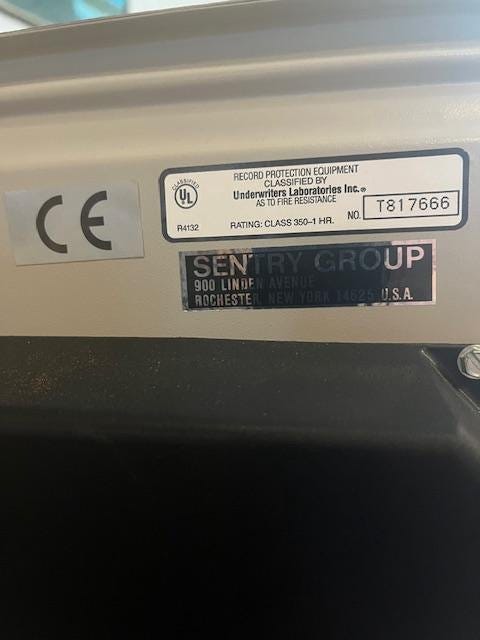 CE
CLASSIFIED
UL
R4132
RECORD PROTECTION EQUIPMENT
CLASSIFIED BY
Underwriters Laboratories Inc.®
AS TO FIRE RESISTANCE
RATING: CLASS 350-1 HR.
NO. T817666
SENTRY GROUP
900 LINDEN AVENUE
ROCHESTER, NEW YORK 14625 U.S.A.